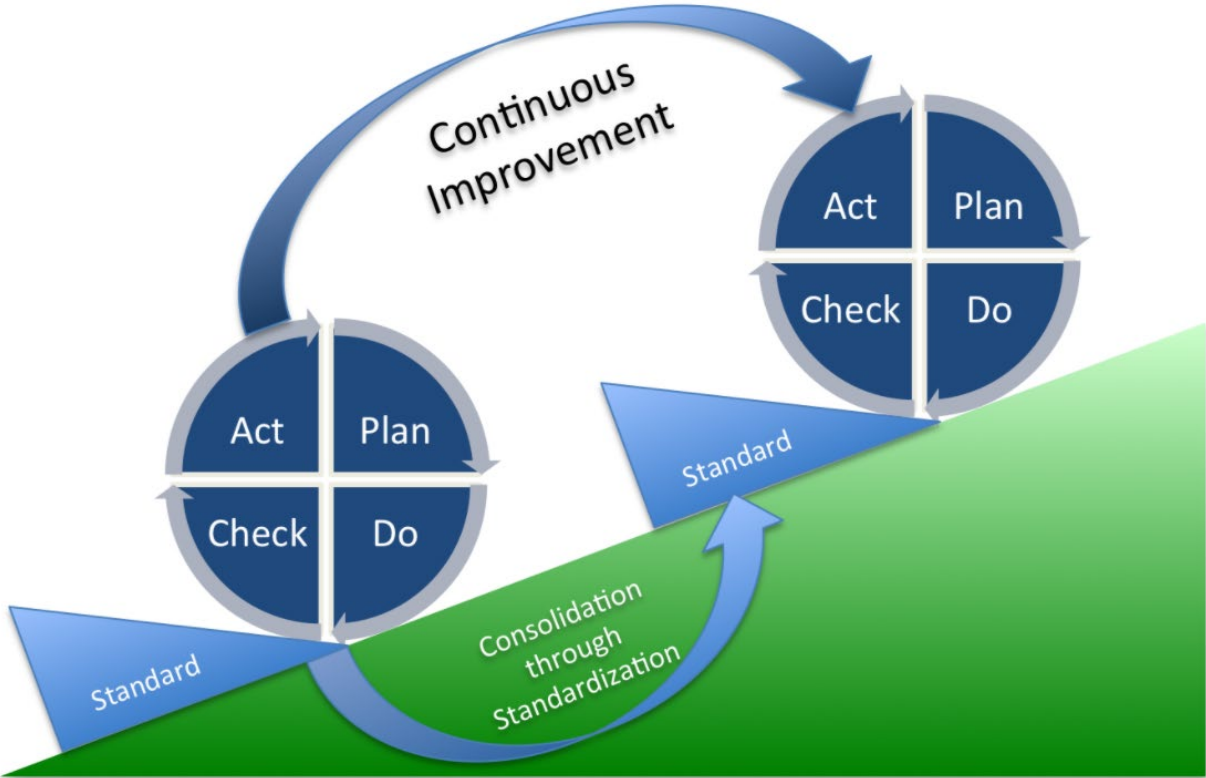 Continuous
Improvement
Act
Plan
Check
Do
Act
Plan
Check
Do
Standard
Standard
Consolidation
through
Standardization